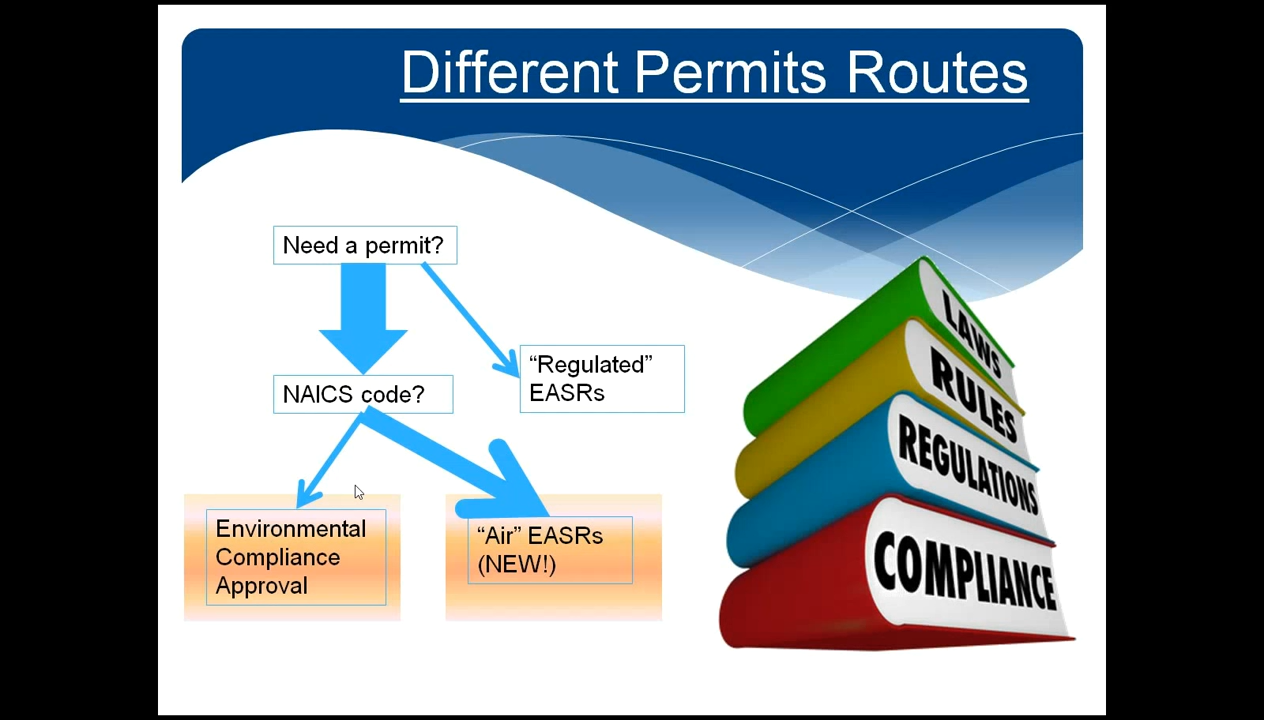 Different Permits Routes
Need a permit?
“Regulated”
EASRs
NAICS code?
Environmental
Compliance
Approval
“Air” EASRs
(NEW!)
LAWS
RULES
REGULATIONS
COMPLIANCE